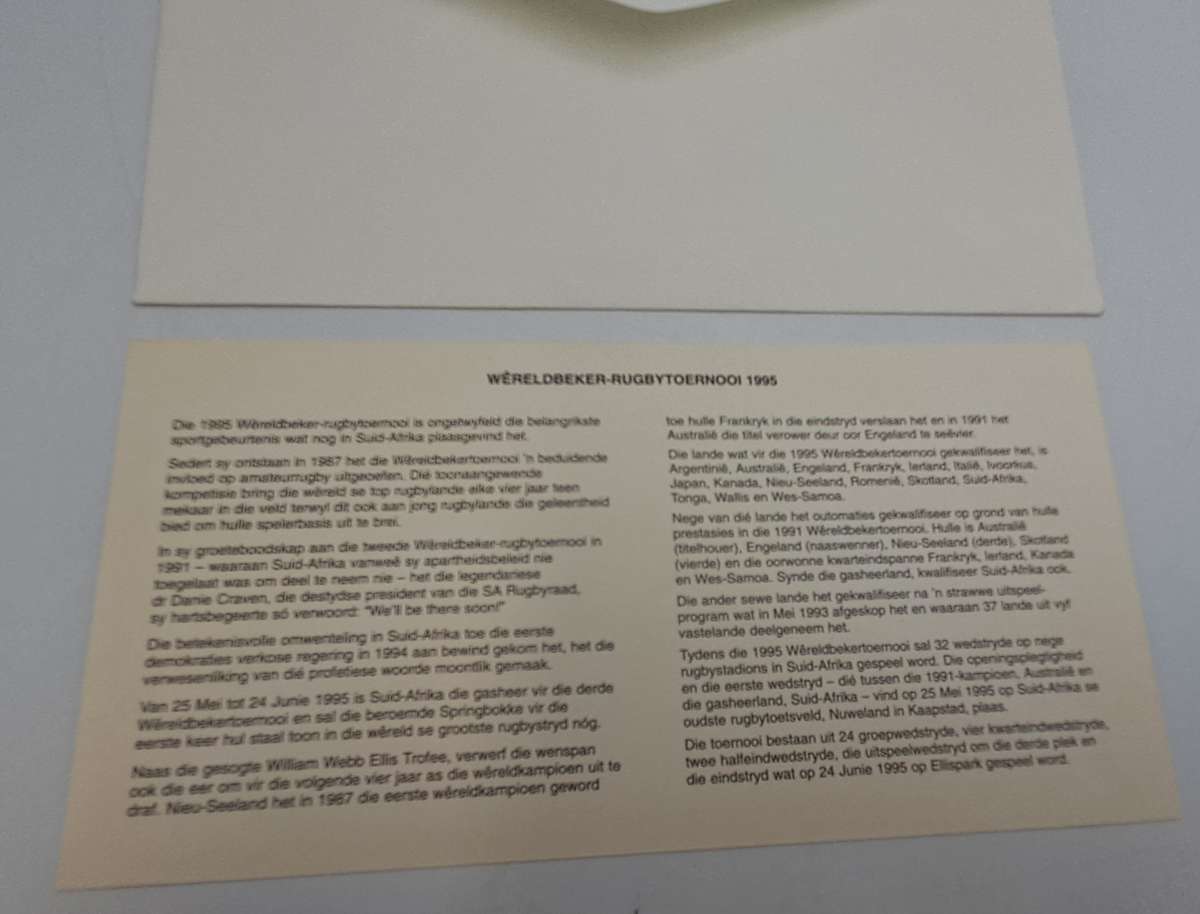 WÊRELDBEKER-RUGBYTOERNOOI 1995
Die 1995 Wêreldbeker-rugbytoernooi is ongetwyfeld die belangrikste
sportgebeurtenis wat nog in Suid-Afrika plaasgevind het.
Sedert sy ontstaan in 1987 het die Wêreldbekertoernooi 'n beduidende
invloed op amateurrugby uitgeoefen. Dié toonaangewende
kompetisie bring die wêreld se top rugbylande elke vier jaar teen
mekaar in die veld terwyl dit ook aan jong rugbylande die geleentheid
bied om hulle spelerbasis uit te brei.
In sy groeteboodskap aan die tweede Wêreldbeker-rugbytoernooi in
1991 – waaraan Suid-Afrika vanweë sy apartheidsbeleid nie
toegelaat was om deel te neem nie – het die legendariese
dr Danie Craven, die destydse president van die SA Rugbyraad,
sy hartsbegeerte só verwoord: "We'll be there soon!"
Die betekenisvolle omwenteling in Suid-Afrika toe die eerste
demokraties verkose regering in 1994 aan bewind gekom het, het die
verwesenliking van dié profetiese woorde moontlik gemaak.
Van 25 Mei tot 24 Junie 1995 is Suid-Afrika die gasheer vir die derde
Wêreldbekertoernooi en sal die beroemde Springbokke vir die
eerste keer hul staal toon in die wêreld se grootste rugbystryd nóg.
Naas die gesogte William Webb Ellis Trofee, verwerf die wenspan
ook die eer om vir die volgende vier jaar as die wêreldkampioen uit te
draf. Nieu-Seeland het in 1987 die eerste wêreldkampioen geword
toe hulle Frankryk in die eindstryd verslaan het en in 1991 het
Australië die titel verower deur oor Engeland te seëvier.
Die lande wat vir die 1995 Wêreldbekertoernooi gekwalifiseer het, is
Argentinië, Australië, Engeland, Frankryk, Ierland, Italië, Ivoorkus,
Japan, Kanada, Nieu-Seeland, Romenië, Skotland, Suid-Afrika,
Tonga, Wallis en Wes-Samoa.
Nege van dié lande het outomaties gekwalifiseer op grond van hulle
prestasies in die 1991 Wêreldbekertoernooi. Hulle is Australië
(titelhouer), Engeland (naaswenner), Nieu-Seeland (derde), Skotland
(vierde) en die oorwonne kwarteindspanne Frankryk, Ierland, Kanada
en Wes-Samoa. Synde die gasheerland, kwalifiseer Suid-Afrika ook.
Die ander sewe lande het gekwalifiseer na 'n strawwe uitspeel-
program wat in Mei 1993 afgeskop het en waaraan 37 lande uit vyf
vastelande deelgeneem het.
Tydens die 1995 Wêreldbekertoernooi sal 32 wedstryde op nege
rugbystadions in Suid-Afrika gespeel word. Die openingsplegtigheid
en die eerste wedstryd – dié tussen die 1991-kampioen, Australië en
die gasheerland, Suid-Afrika – vind op 25 Mei 1995 op Suid-Afrika se
oudste rugbytoetsveld, Nuweland in Kaapstad, plaas.
Die toernooi bestaan uit 24 groepwedstryde, vier kwarteindwedstryde,
twee halfeindwedstryde, die uitspeelwedstryd om die derde plek en
die eindstryd wat op 24 Junie 1995 op Ellispark gespeel word.